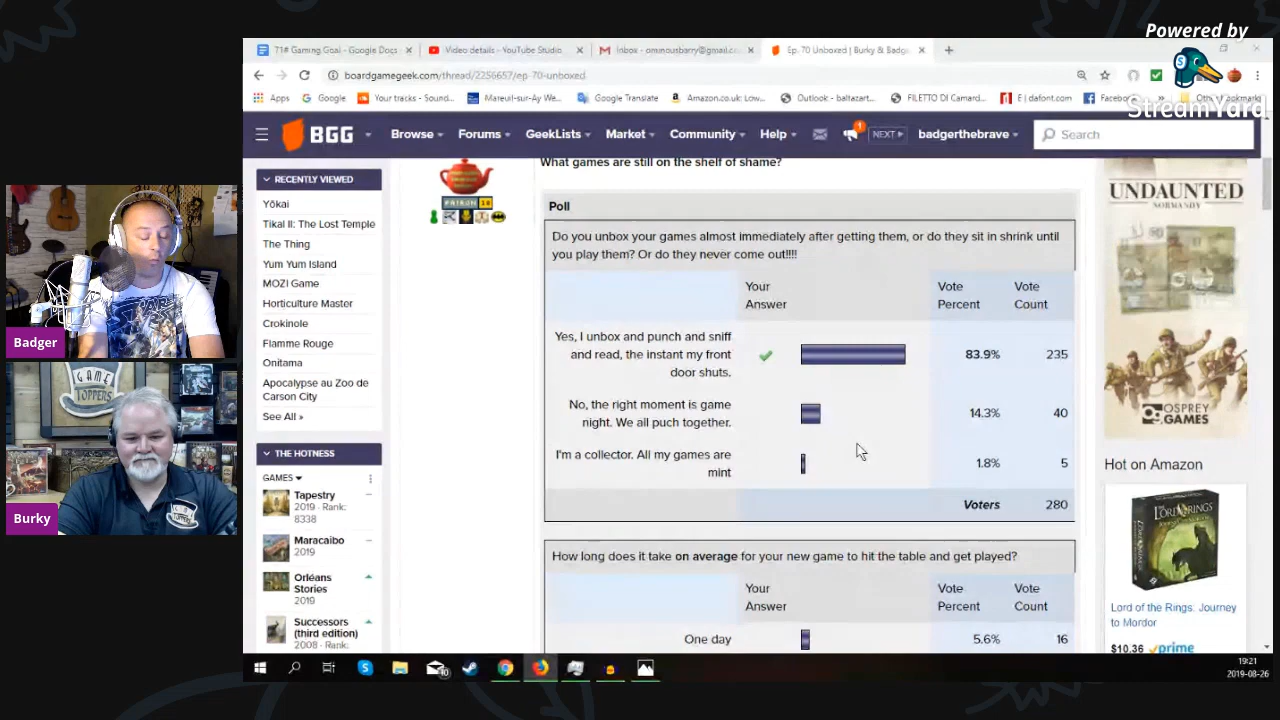 Powered by
StreamYard
71# Gaming Goal - Google Docs
Video details - YouTube Studio
Ep. 70 Unboxed | Burky & Badge
boardgamegeek.com/thread/2256657/ep-70-unboxed
Apps
Google
Your tracks - Sound...
Mareuil-sur-Ay We...
Google Translate
Amazon.co.uk: Low...
Outlook - baltazart...
FILETTO DI Camard...
E | dafont.com
BGG
Browse
Forums
GeekLists
Market
Community
Help
NEXT
badgerthebrave
Search
RECENTLY VIEWED
Yōkai
Tikal II: The Lost Temple
The Thing
Yum Yum Island
MOZI Game
Horticulture Master
Crokinole
Flamme Rouge
Onitama
Apocalypse au Zoo de
Carson City
See All »
THE HOTNESS
GAMES
Tapestry
2019 - Rank:
8338
Maracaibo
2019
Orléans
Stories
2019
Successors
(third edition)
2008 - Rank:
PATRON 10
What games are still on the shelf of shame?
Poll
Do you unbox your games almost immediately after getting them, or do they sit in shrink until
you play them? Or do they never come out!!!!
Your
Answer
Vote
Percent
Vote
Count
Yes, I unbox and punch and sniff
and read, the instant my front
door shuts.
83.9%
235
No, the right moment is game
night. We all puch together.
14.3%
40
I'm a collector. All my games are
mint
1.8%
5
Voters
280
How long does it take on average for your new game to hit the table and get played?
Your
Answer
Vote
Percent
Vote
Count
One day
5.6%
16
UNDAUNTED
NORMANDY
OSPREY
GAMES
Hot on Amazon
LORD RINGS
Lord of the Rings: Journey
to Mordor
$10.36
prime
GAME
TOPPERS
Badger
Burky
19:21
2019-08-26